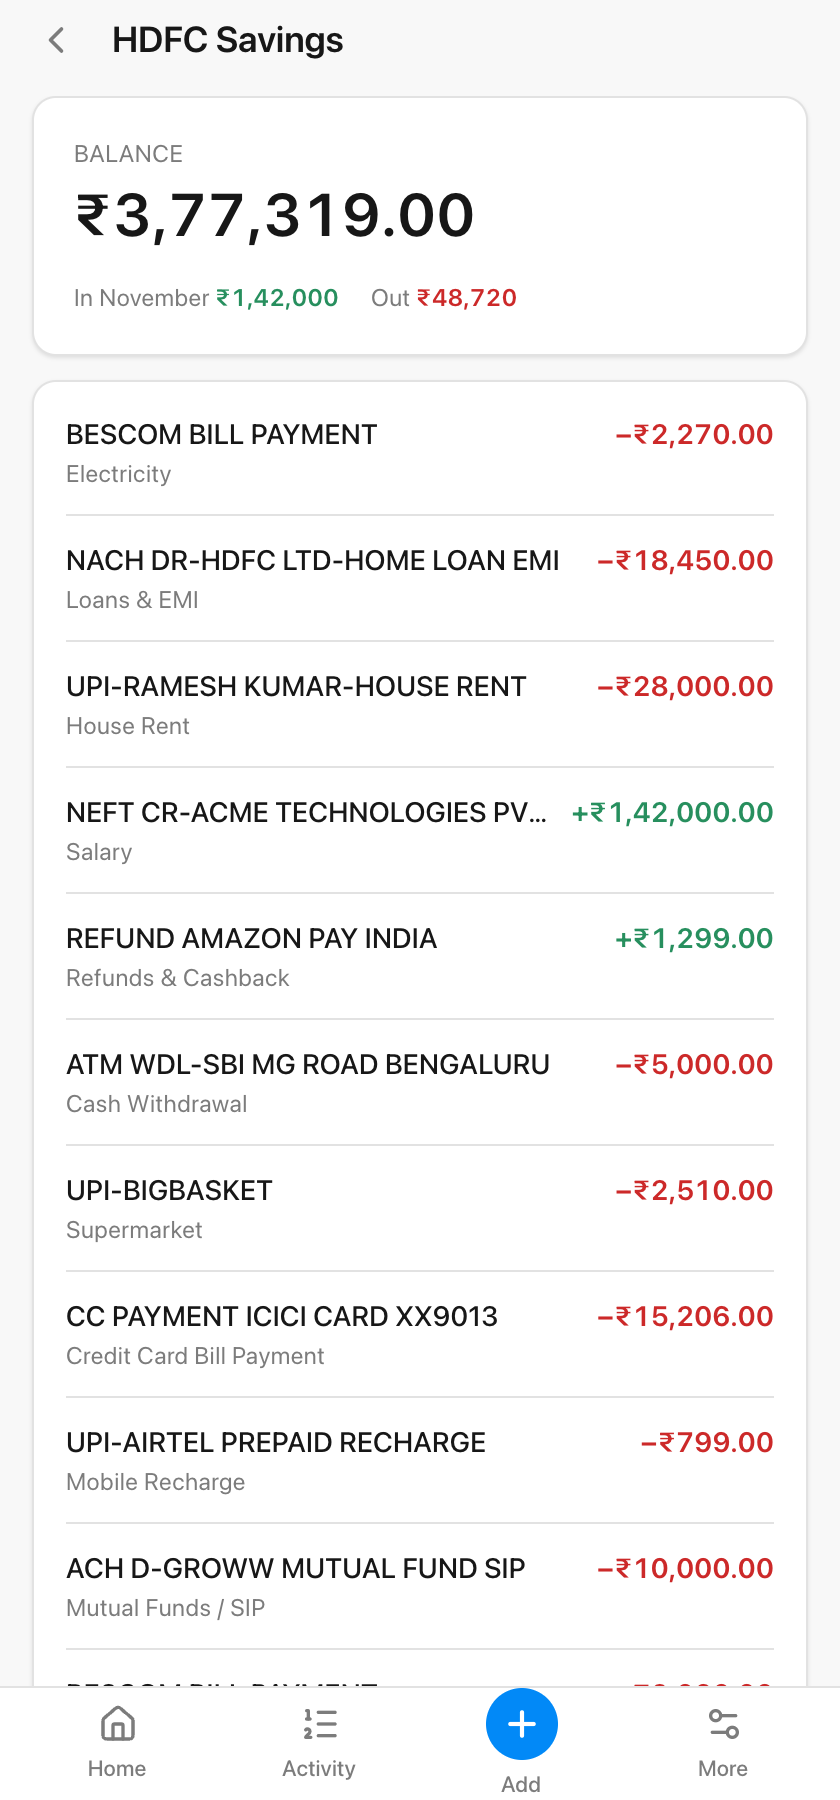 HDFC Savings
BALANCE
₹3,77,319.00
In November ₹1,42,000 Out ₹48,720
BESCOM BILL PAYMENT –₹2,270.00
Electricity
NACH DR-HDFC LTD-HOME LOAN EMI –₹18,450.00
Loans & EMI
UPI-RAMESH KUMAR-HOUSE RENT –₹28,000.00
House Rent
NEFT CR-ACME TECHNOLOGIES PV... +₹1,42,000.00
Salary
REFUND AMAZON PAY INDIA +₹1,299.00
Refunds & Cashback
ATM WDL-SBI MG ROAD BENGALURU –₹5,000.00
Cash Withdrawal
UPI-BIGBASKET –₹2,510.00
Supermarket
CC PAYMENT ICICI CARD XX9013 –₹15,206.00
Credit Card Bill Payment
UPI-AIRTEL PREPAID RECHARGE –₹799.00
Mobile Recharge
ACH D-GROWW MUTUAL FUND SIP –₹10,000.00
Mutual Funds / SIP
BESCOM BILL PAYMENT
Home Activity Add More